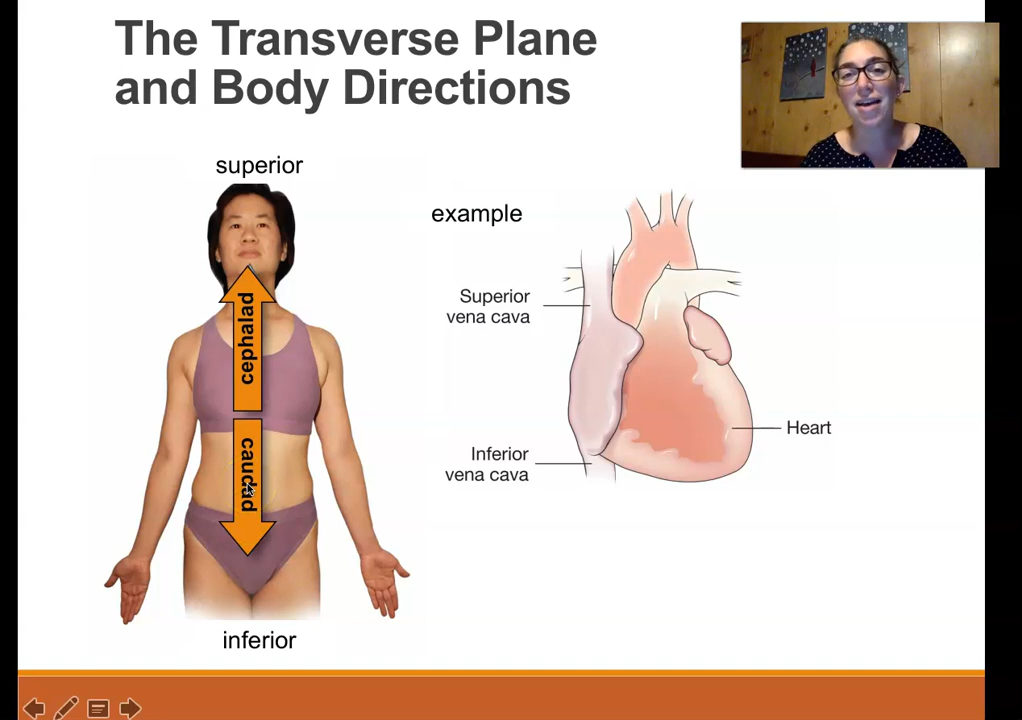 The Transverse Plane
and Body Directions
superior
cephalad
caudad
inferior
example
Superior
vena cava
Inferior
vena cava
Heart